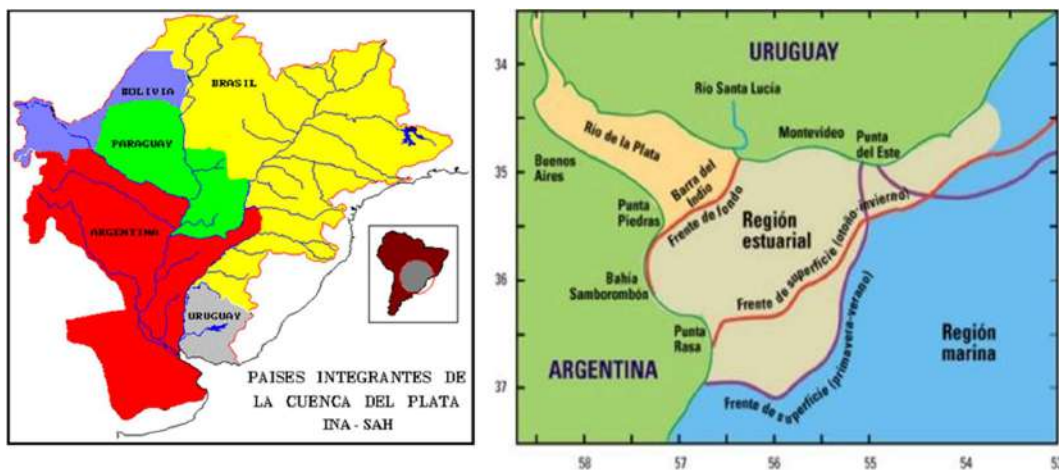 BOLIVIA
BRASIL
PARAGUAY
ARGENTINA
URUGUAY
PAISES INTEGRANTES DE
LA CUENCA DEL PLATA
INA-SAH
URUGUAY
Río Santa Lucía
Río de la Plata
Montevideo
Punta
del Este
Buenos
Aires
Barra del
Indio
Frente de fondo
Punta
Piedras
Región
estuarial
Frente de superficie (otoño-invierno)
Bahía
Samborombón
Frente de superficie (primavera-verano)
Punta
Rasa
Región
marina
ARGENTINA
34
35
36
37
58
57
56
55
54